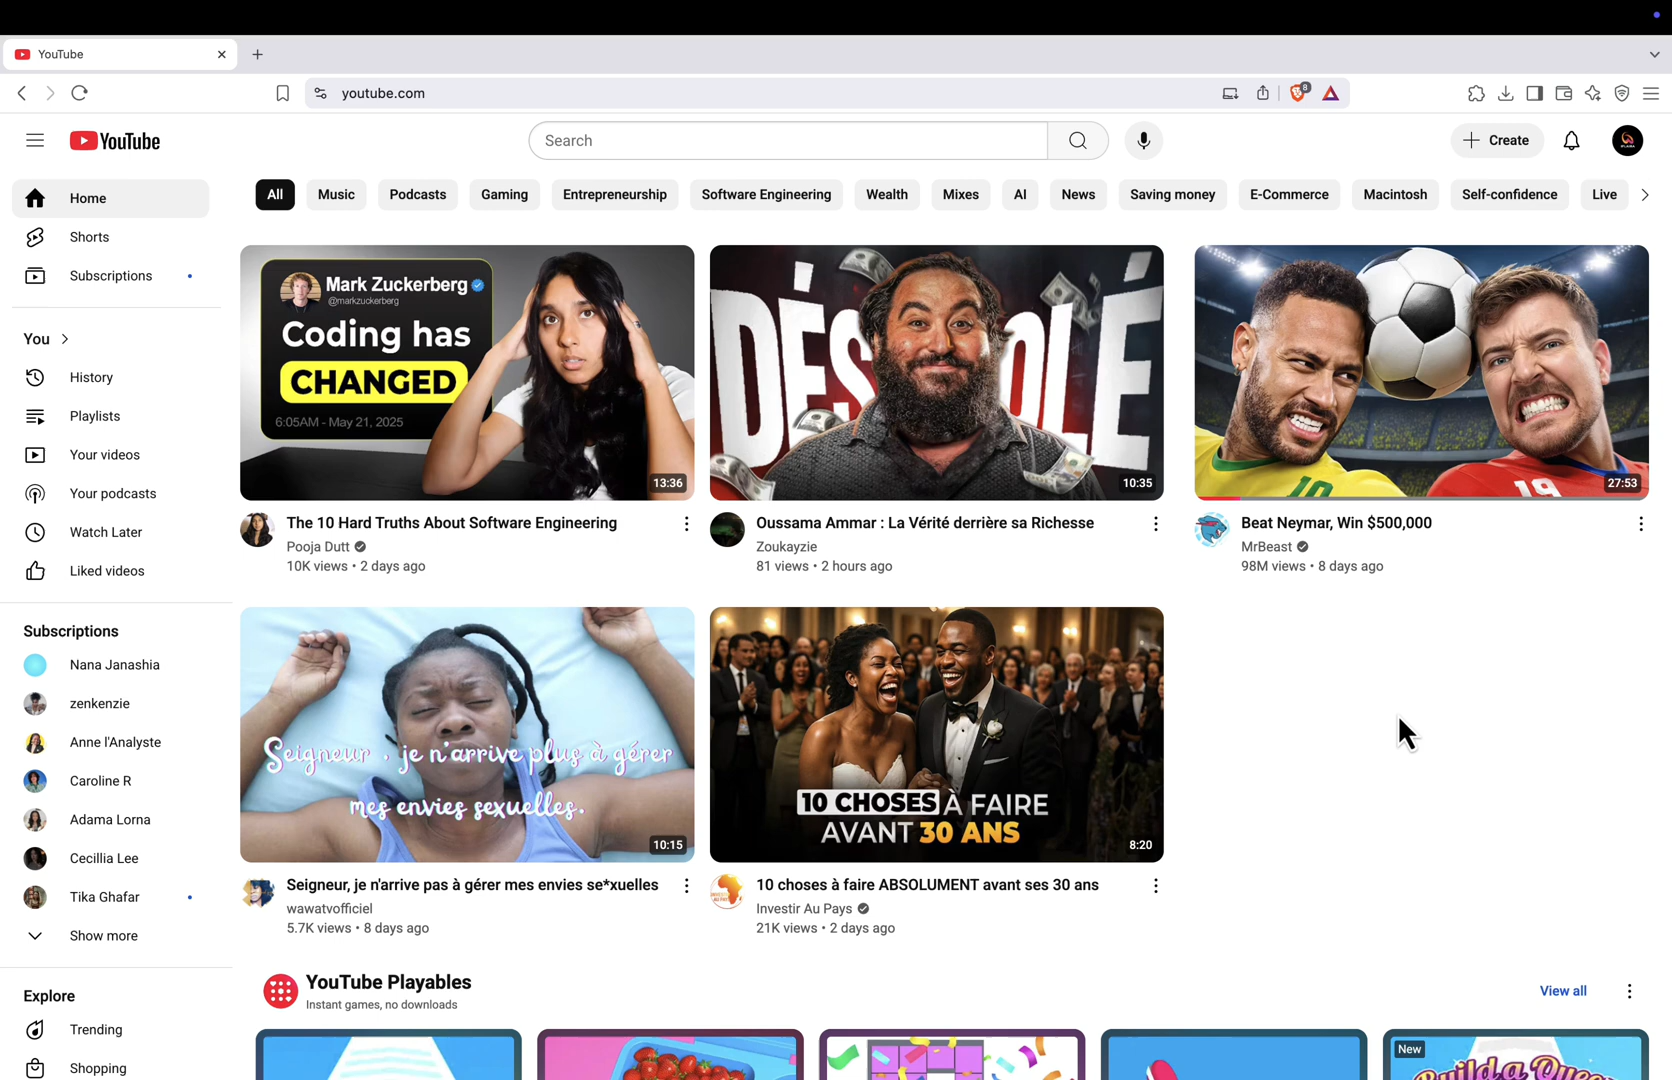 YouTube
youtube.com
8
YouTube
Search
Create
Home
Shorts
Subscriptions
You
History
Playlists
Your videos
Your podcasts
Watch Later
Liked videos
Subscriptions
Nana Janashia
zenkenzie
Anne l'Analyste
Caroline R
Adama Lorna
Cecillia Lee
Tika Ghafar
Show more
Explore
Trending
Shopping
All
Music
Podcasts
Gaming
Entrepreneurship
Software Engineering
Wealth
Mixes
AI
News
Saving money
E-Commerce
Macintosh
Self-confidence
Live
Mark Zuckerberg
@markzuckerberg
Coding has
CHANGED
6:05AM - May 21, 2025
13:36
The 10 Hard Truths About Software Engineering
Pooja Dutt
10K views • 2 days ago
DÉS OLÉ
10:35
Oussama Ammar : La Vérité derrière sa Richesse
Zoukayzie
81 views • 2 hours ago
10
19
27:53
Beat Neymar, Win $500,000
MrBeast
98M views • 8 days ago
Seigneur , je n'arrive plus à gérer
mes envies sexuelles.
10:15
Seigneur, je n'arrive pas à gérer mes envies se*xuelles
wawatvofficiel
5.7K views • 8 days ago
10 CHOSES À FAIRE
AVANT 30 ANS
8:20
10 choses à faire ABSOLUMENT avant ses 30 ans
Investir Au Pays
21K views • 2 days ago
YouTube Playables
Instant games, no downloads
View all
New
Build a Queen